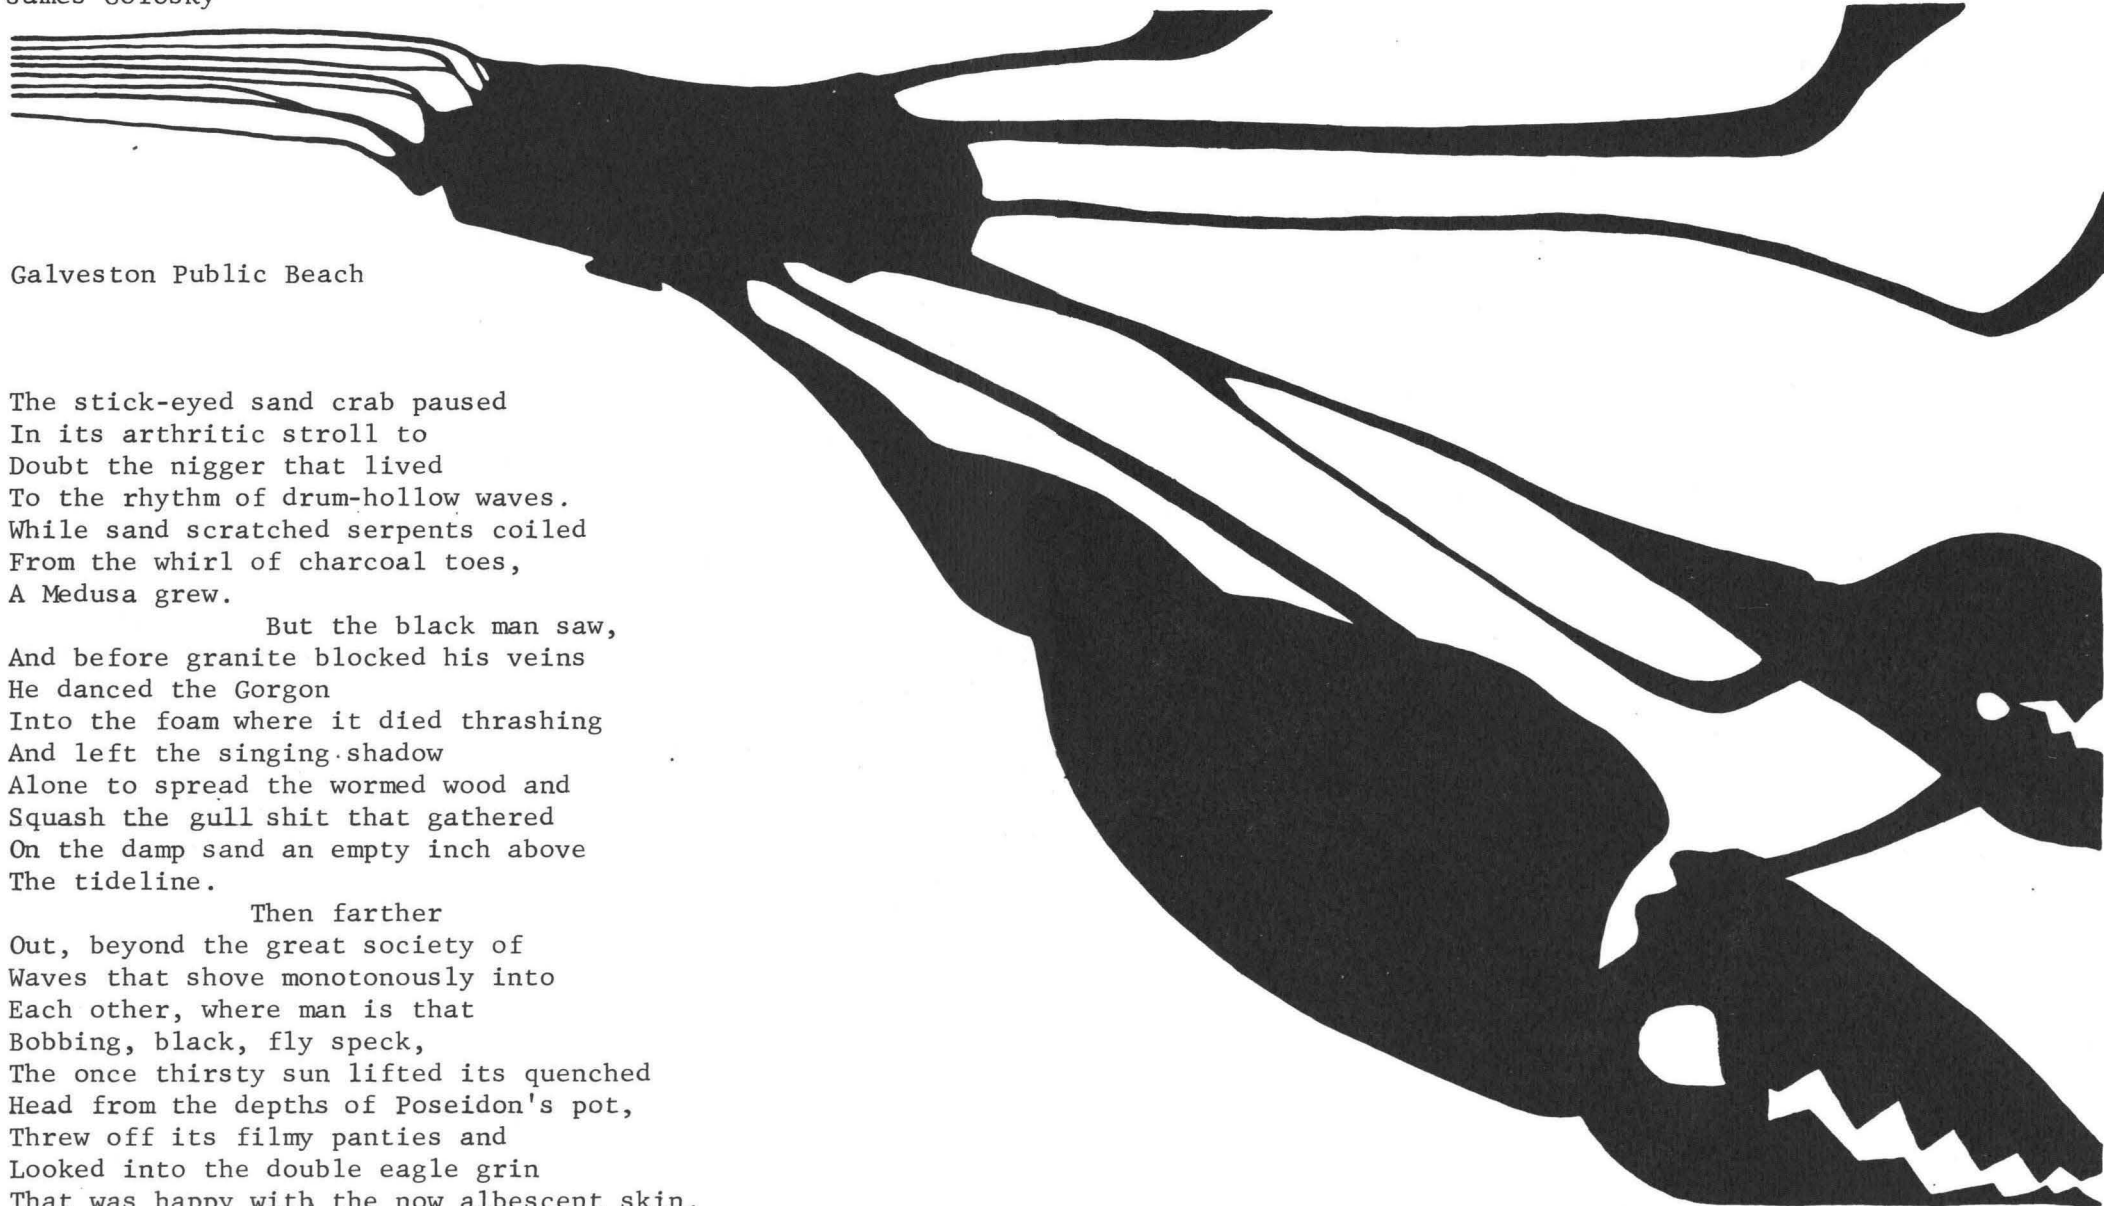 James Golosky
Galveston Public Beach
The stick-eyed sand crab paused
In its arthritic stroll to
Doubt the nigger that lived
To the rhythm of drum-hollow waves.
While sand scratched serpents coiled
From the whirl of charcoal toes,
A Medusa grew.
But the black man saw,
And before granite blocked his veins
He danced the Gorgon
Into the foam where it died thrashing
And left the singing shadow
Alone to spread the wormed wood and
Squash the gull shit that gathered
On the damp sand an empty inch above
The tideline.
Then farther
Out, beyond the great society of
Waves that shove monotonously into
Each other, where man is that
Bobbing, black, fly speck,
The once thirsty sun lifted its quenched
Head from the depths of Poseidon's pot,
Threw off its filmy panties and
Looked into the double eagle grin
That was happy with the now albescent skin.